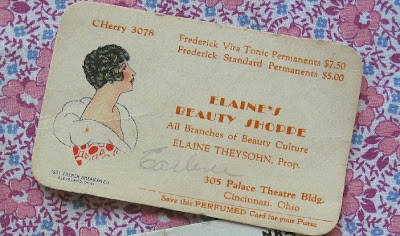 CHerry 3078
Frederick Vita Tonic Permanents $7.50
Frederick Standard Permanents $5.00
ELAINE'S
BEAUTY SHOPPE
All Branches of Beauty Culture
ELAINE THEYSOHN, Prop.
305 Palace Theatre Bldg.
Cincinnati, Ohio
Save this PERFUMED Card for your Purse